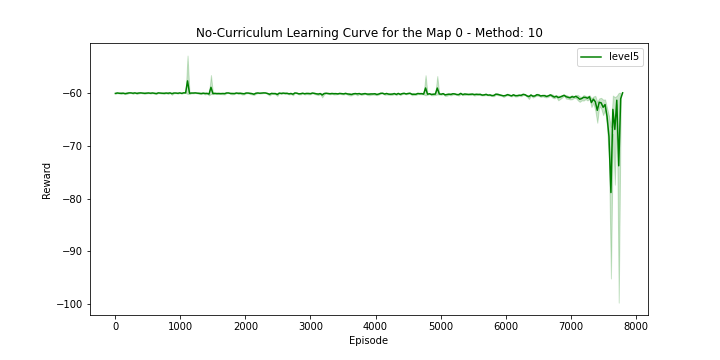 No-Curriculum Learning Curve for the Map 0 - Method: 10
level5
Reward
−60
−70
−80
−90
−100
0 1000 2000 3000 4000 5000 6000 7000 8000
Episode